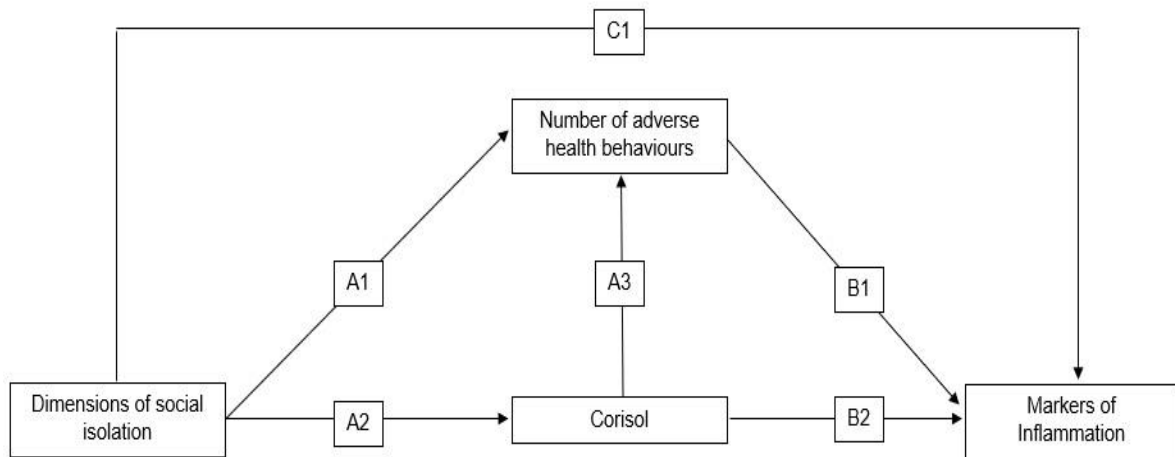 C1
Number of adverse
health behaviours
A1
A3
B1
Dimensions of social
isolation
A2
Corisol
B2
Markers of
Inflammation